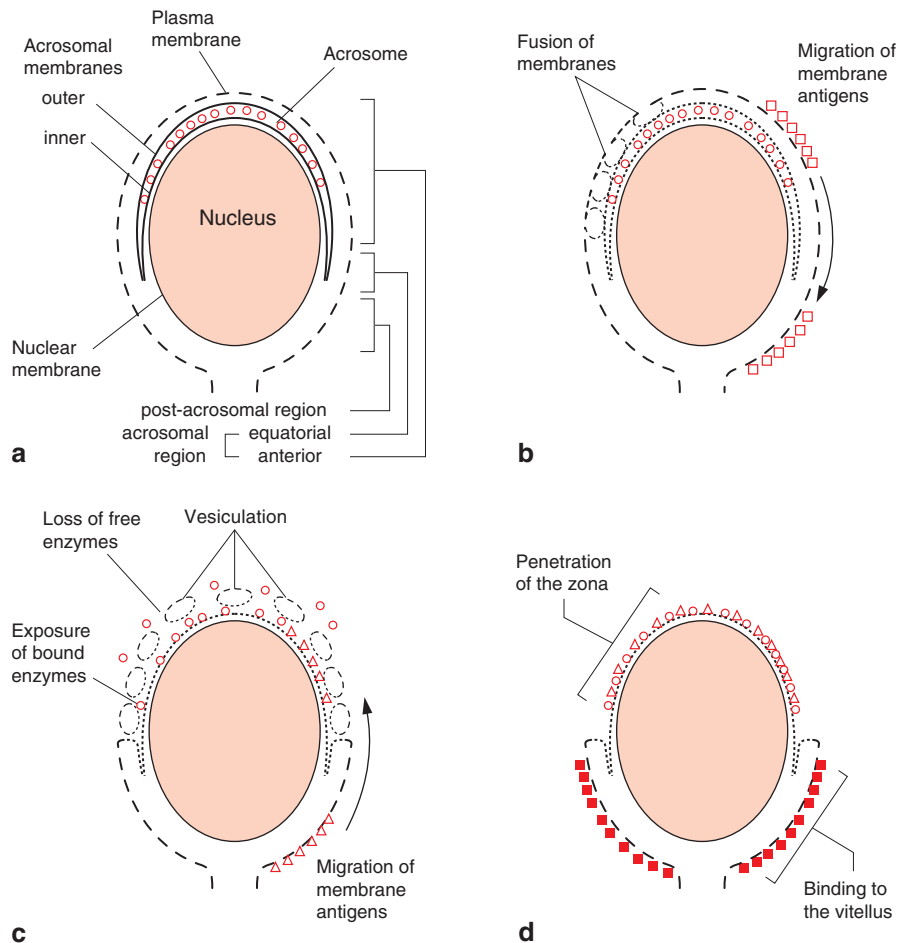 Plasma
membrane
Acrosomal
membranes
Acrosome
outer
inner
Nucleus
Nuclear
membrane
post-acrosomal region
acrosomal equatorial
region anterior
a
Fusion of
membranes
Migration of
membrane
antigens
b
Loss of free
enzymes
Vesiculation
Exposure
of bound
enzymes
Migration of
membrane
antigens
c
Penetration
of the zona
Binding to
the vitellus
d